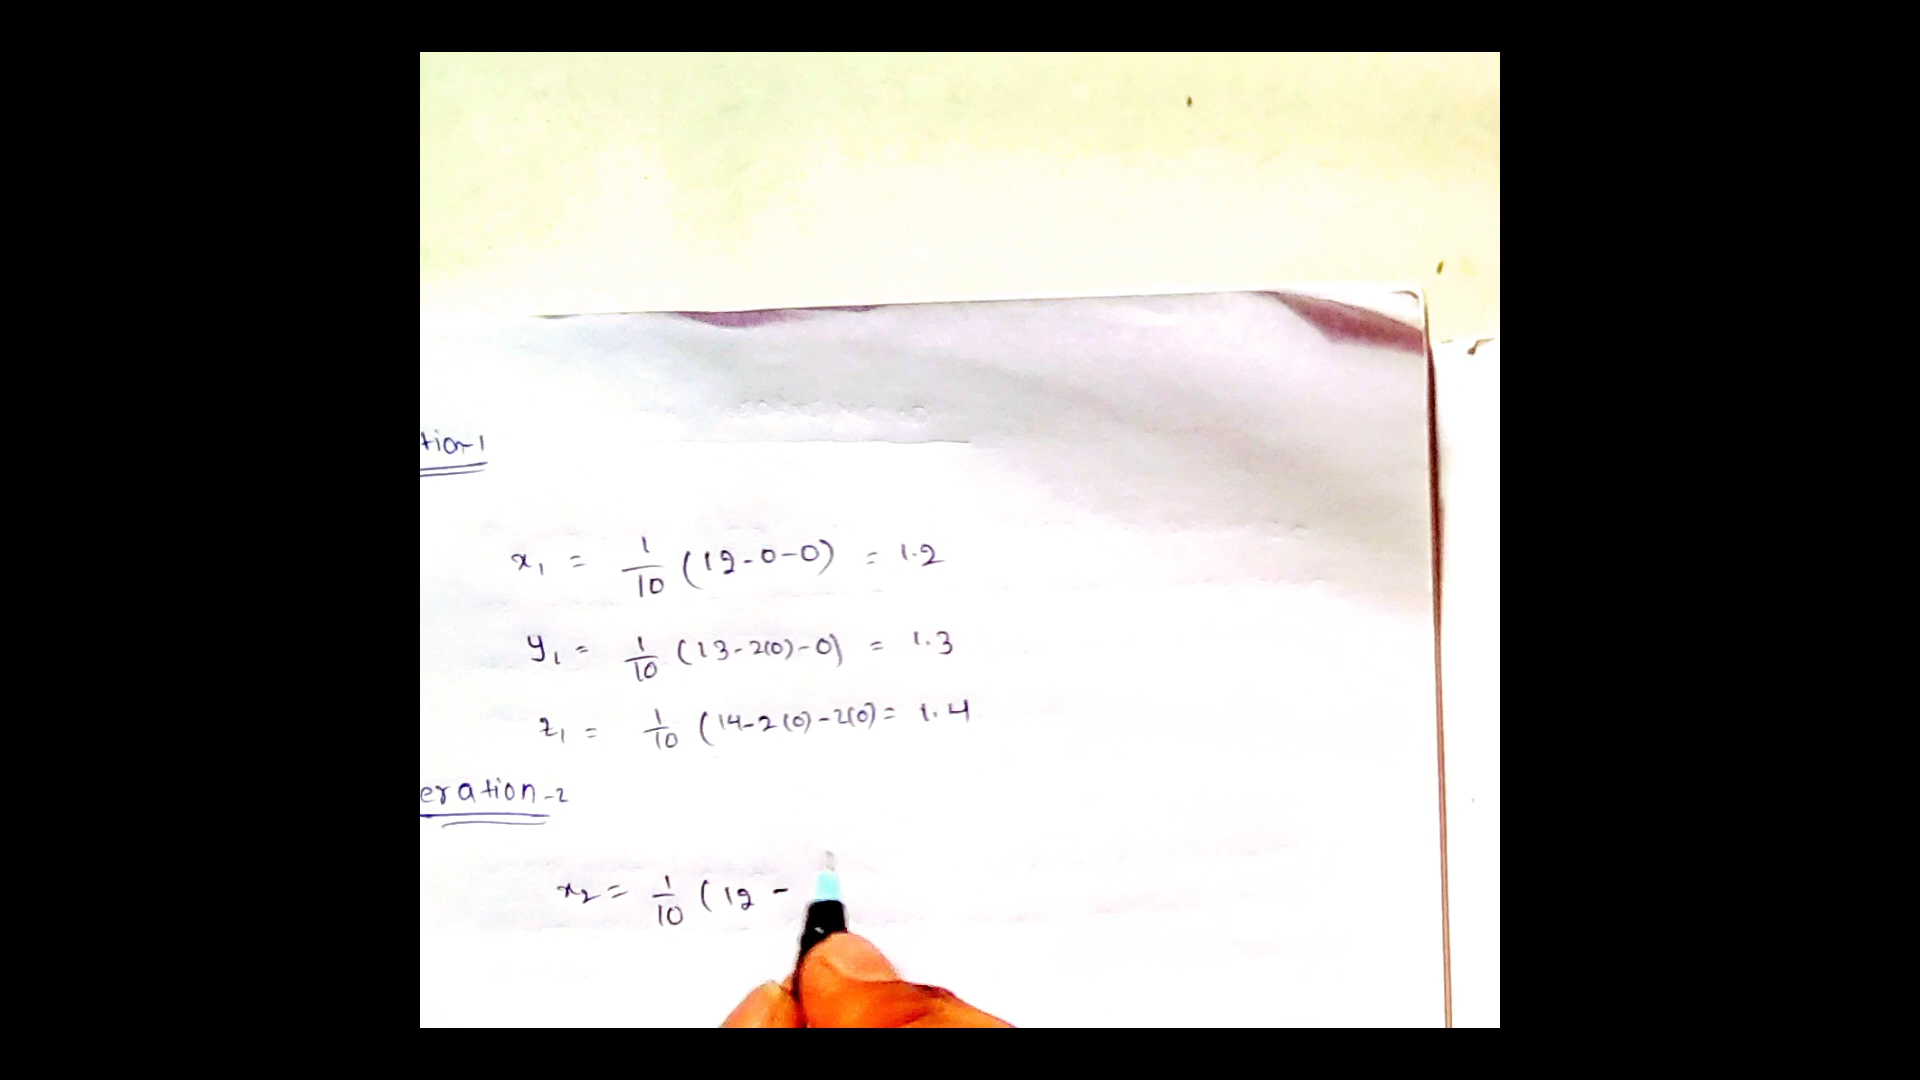 tion-1
x₁ = 1/10 (12-0-0) = 1.2
y₁ = 1/10 (13-2(0)-0) = 1.3
z₁ = 1/10 (14-2(0)-2(0) = 1.4
eration-2
x₂ = 1/10 (12 -